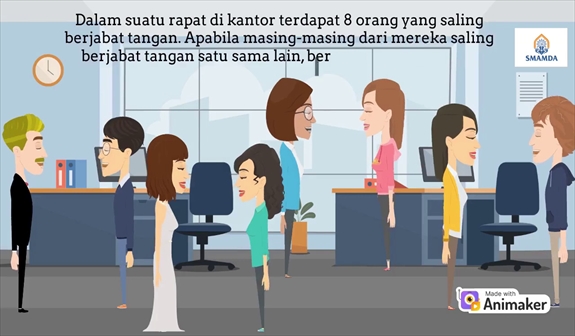 Dalam suatu rapat di kantor terdapat 8 orang yang saling
berjabat tangan. Apabila masing-masing dari mereka saling
berjabat tangan satu sama lain, ber
SMAMDA
Made with
Animaker